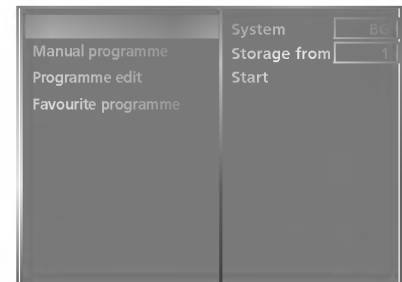 System BG
Manual programme
Storage from 1
Programme edit
Start
Favourite programme